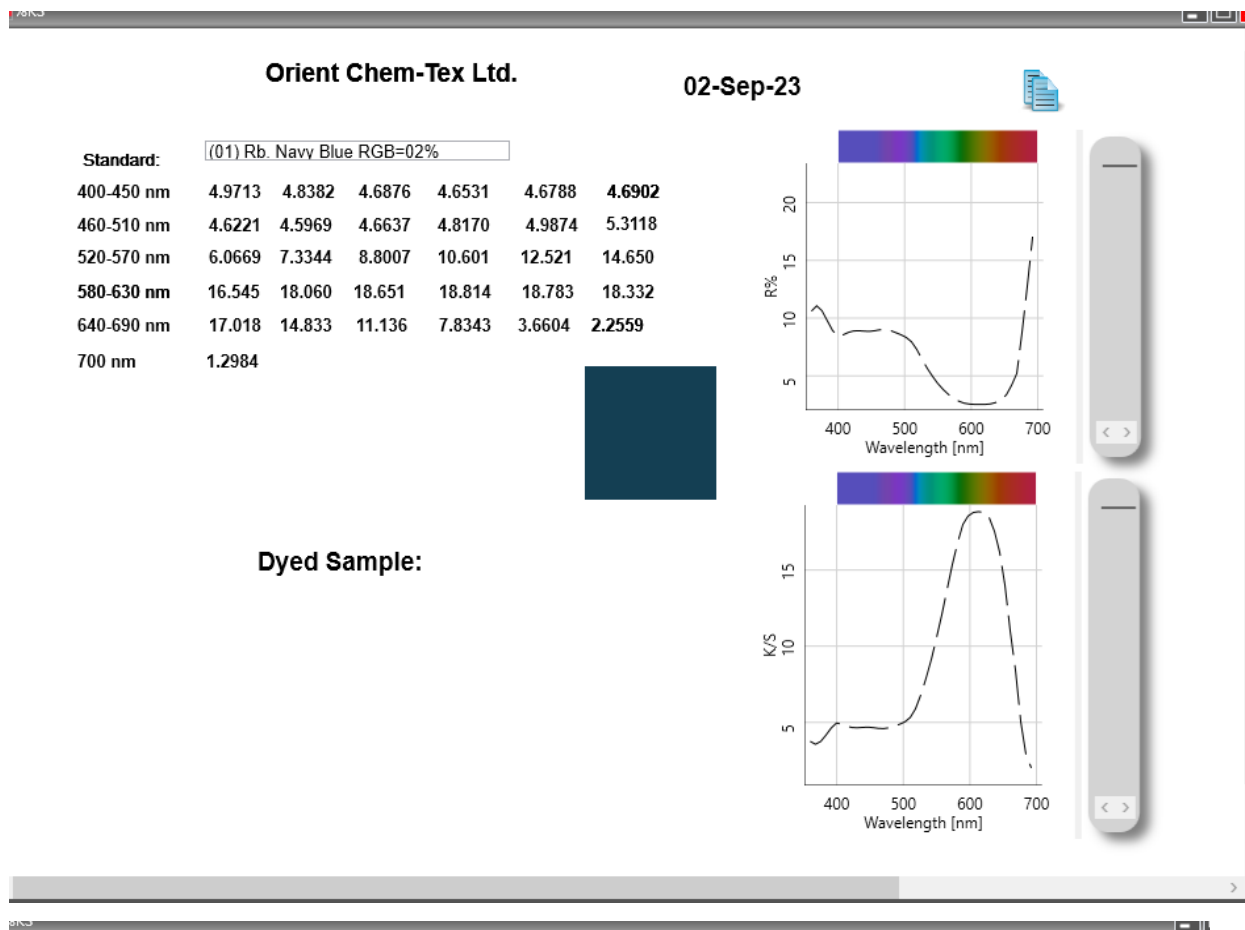 Orient Chem-Tex Ltd.
02-Sep-23
Standard: (01) Rb. Navy Blue RGB=02%
400-450 nm 4.9713 4.8382 4.6876 4.6531 4.6788 4.6902
460-510 nm 4.6221 4.5969 4.6637 4.8170 4.9874 5.3118
520-570 nm 6.0669 7.3344 8.8007 10.601 12.521 14.650
580-630 nm 16.545 18.060 18.651 18.814 18.783 18.332
640-690 nm 17.018 14.833 11.136 7.8343 3.6604 2.2559
700 nm 1.2984
Dyed Sample:
R%
20
15
10
5
400 500 600 700
Wavelength [nm]
K/S
15
10
5
400 500 600 700
Wavelength [nm]